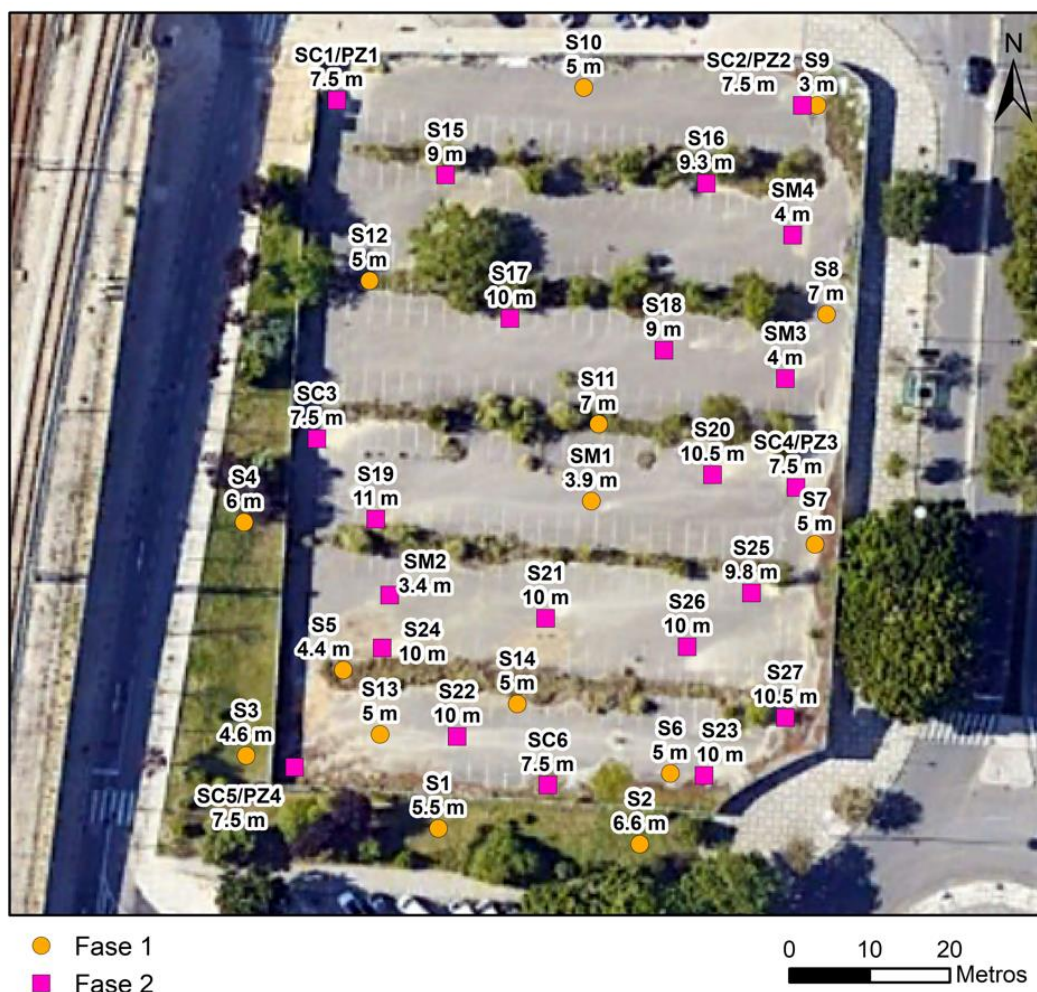 N
S10
5 m
SC1/PZ1
7.5 m
SC2/PZ2
7.5 m
S9
3 m
S15
9 m
S16
9.3 m
SM4
4 m
S12
5 m
S17
10 m
S8
7 m
S18
9 m
SM3
4 m
SC3
7.5 m
S11
7 m
S20
10.5 m
SC4/PZ3
7.5 m
S4
6 m
S19
11 m
SM1
3.9 m
S7
5 m
SM2
3.4 m
S21
10 m
S25
9.8 m
S26
10 m
S5
4.4 m
S24
10 m
S14
5 m
S27
10.5 m
S3
4.6 m
S13
5 m
S22
10 m
SC6
7.5 m
S6
5 m
S23
10 m
SC5/PZ4
7.5 m
S1
5.5 m
S2
6.6 m
Fase 1
Fase 2
0 10 20
Metros